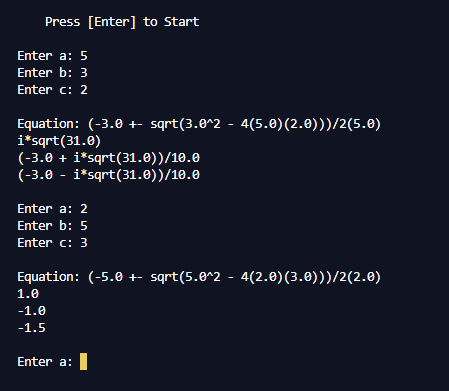 Press [Enter] to Start
Enter a: 5
Enter b: 3
Enter c: 2
Equation: (-3.0 +- sqrt(3.0^2 - 4(5.0)(2.0)))/2(5.0)
i*sqrt(31.0)
(-3.0 + i*sqrt(31.0))/10.0
(-3.0 - i*sqrt(31.0))/10.0
Enter a: 2
Enter b: 5
Enter c: 3
Equation: (-5.0 +- sqrt(5.0^2 - 4(2.0)(3.0)))/2(2.0)
1.0
-1.0
-1.5
Enter a: